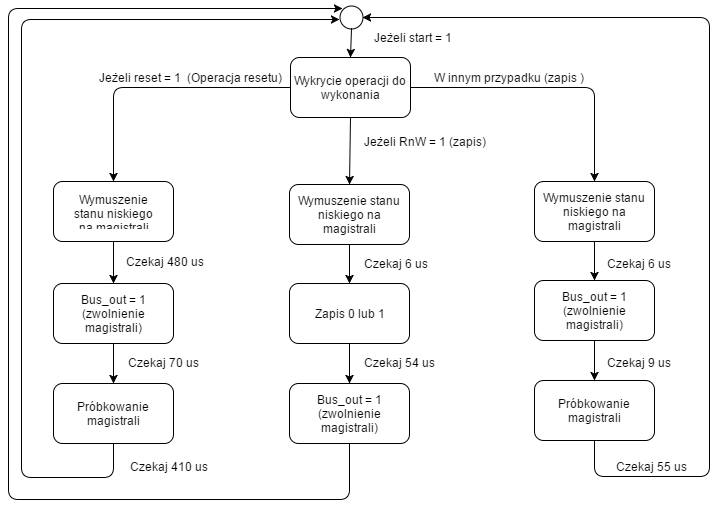 Jeżeli start = 1
Wykrycie operacji do
wykonania
Jeżeli reset = 1 (Operacja resetu)
W innym przypadku (zapis )
Jeżeli RnW = 1 (zapis)
Wymuszenie
stanu niskiego
na magistrali
Czekaj 480 us
Bus_out = 1
(zwolnienie
magistrali)
Czekaj 70 us
Próbkowanie
magistrali
Czekaj 410 us
Wymuszenie stanu
niskiego na
magistrali
Czekaj 6 us
Zapis 0 lub 1
Czekaj 54 us
Bus_out = 1
(zwolnienie
magistrali)
Wymuszenie stanu
niskiego na
magistrali
Czekaj 6 us
Bus_out = 1
(zwolnienie
magistrali)
Czekaj 9 us
Próbkowanie
magistrali
Czekaj 55 us